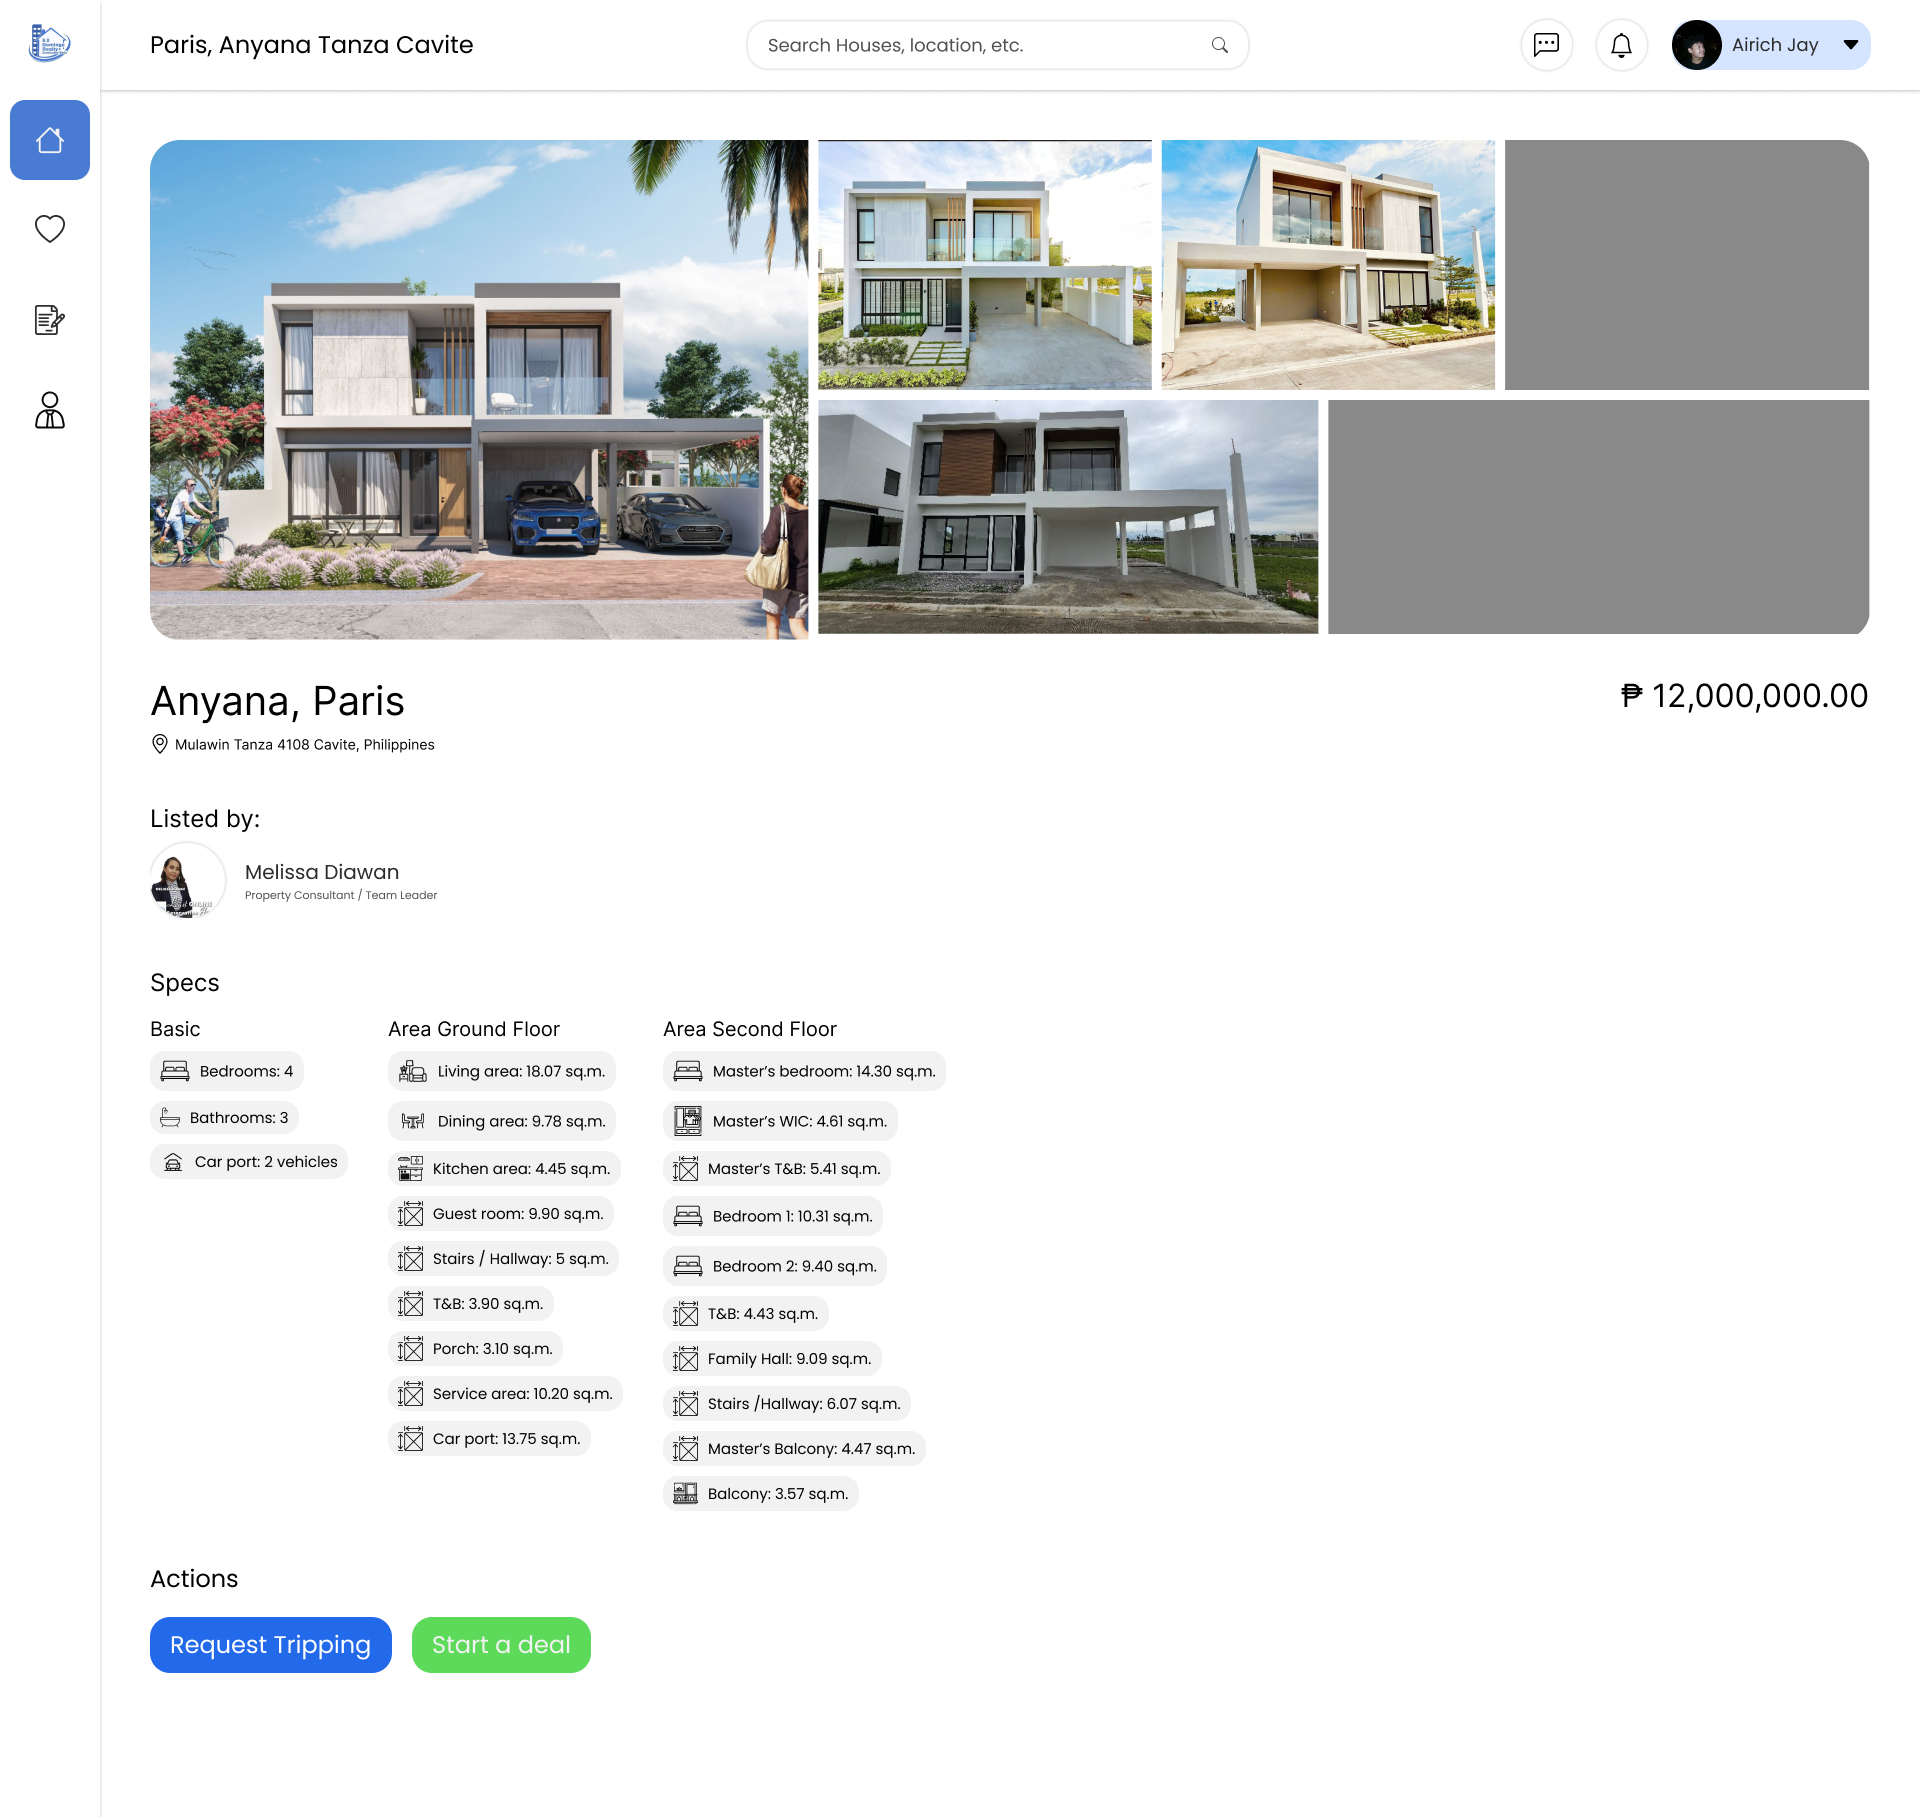 Paris, Anyana Tanza Cavite
Search Houses, location, etc.
Airich Jay
Anyana, Paris
₱ 12,000,000.00
Mulawin Tanza 4108 Cavite, Philippines
Listed by:
Melissa Diawan
Property Consultant / Team Leader
Specs
Basic
Bedrooms: 4
Bathrooms: 3
Car port: 2 vehicles
Area Ground Floor
Living area: 18.07 sq.m.
Dining area: 9.78 sq.m.
Kitchen area: 4.45 sq.m.
Guest room: 9.90 sq.m.
Stairs / Hallway: 5 sq.m.
T&B: 3.90 sq.m.
Porch: 3.10 sq.m.
Service area: 10.20 sq.m.
Car port: 13.75 sq.m.
Area Second Floor
Master's bedroom: 14.30 sq.m.
Master's WIC: 4.61 sq.m.
Master's T&B: 5.41 sq.m.
Bedroom 1: 10.31 sq.m.
Bedroom 2: 9.40 sq.m.
T&B: 4.43 sq.m.
Family Hall: 9.09 sq.m.
Stairs /Hallway: 6.07 sq.m.
Master's Balcony: 4.47 sq.m.
Balcony: 3.57 sq.m.
Actions
Request Tripping
Start a deal